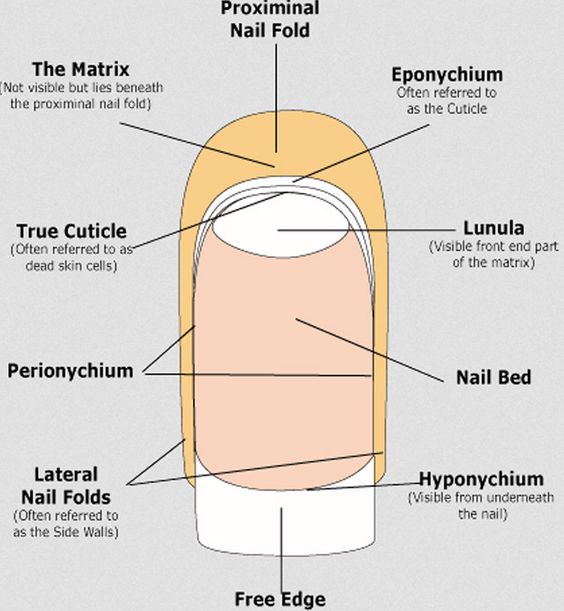 Proximal
Nail Fold
The Matrix
(Not visible but lies beneath
the proximal nail fold)
Eponychium
Often referred to
as the Cuticle
True Cuticle
(Often referred to as
dead skin cells)
Lunula
(Visible front end part
of the matrix)
Perionychium
Nail Bed
Lateral
Nail Folds
(Often referred to
as the Side Walls)
Hyponychium
(Visible from underneath
the nail)
Free Edge